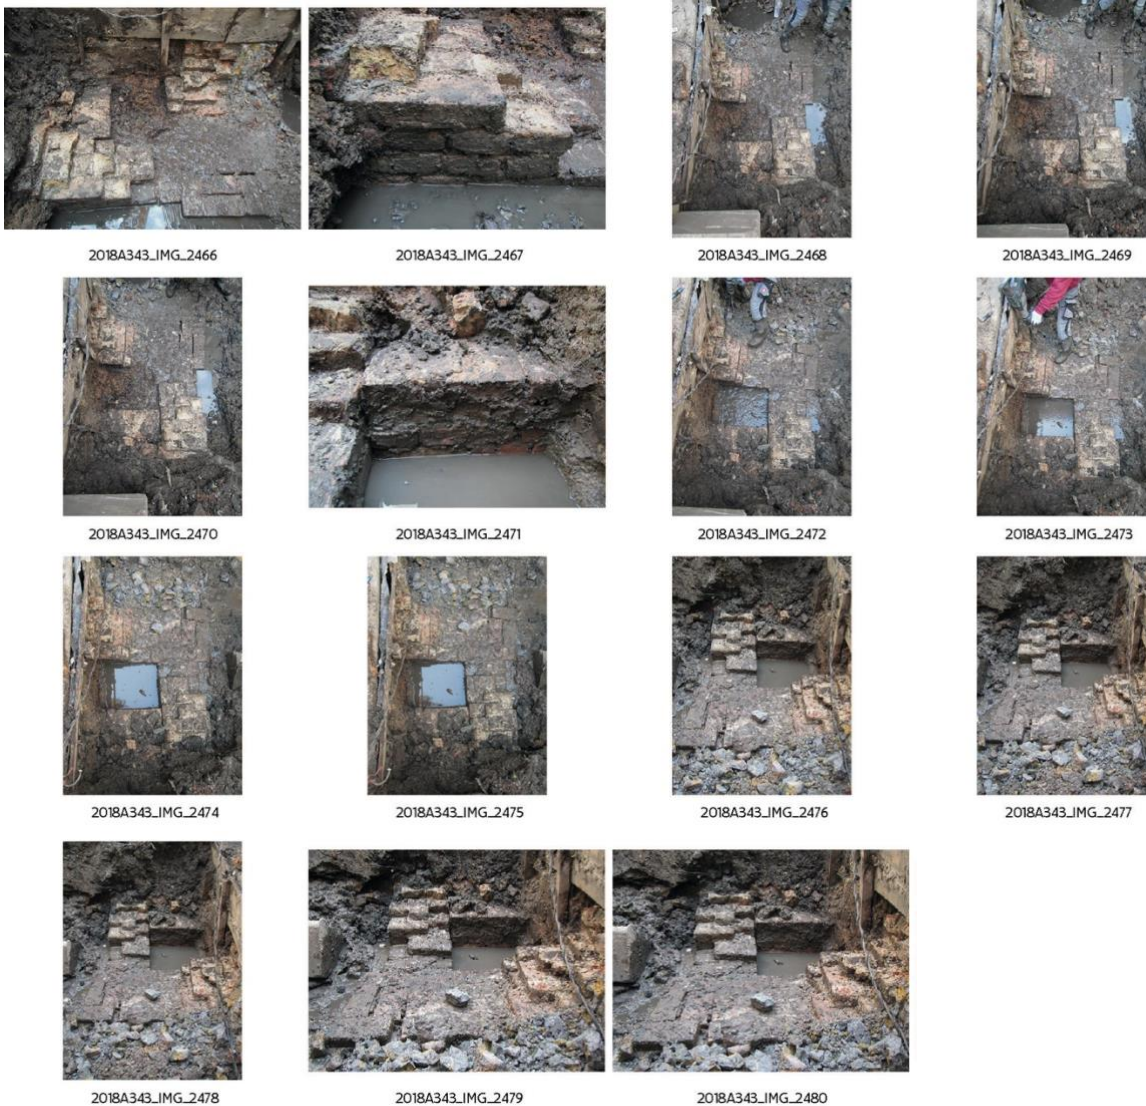 2018A343_IMG_2466
2018A343_IMG_2467
2018A343_IMG_2468
2018A343_IMG_2469
2018A343_IMG_2470
2018A343_IMG_2471
2018A343_IMG_2472
2018A343_IMG_2473
2018A343_IMG_2474
2018A343_IMG_2475
2018A343_IMG_2476
2018A343_IMG_2477
2018A343_IMG_2478
2018A343_IMG_2479
2018A343_IMG_2480